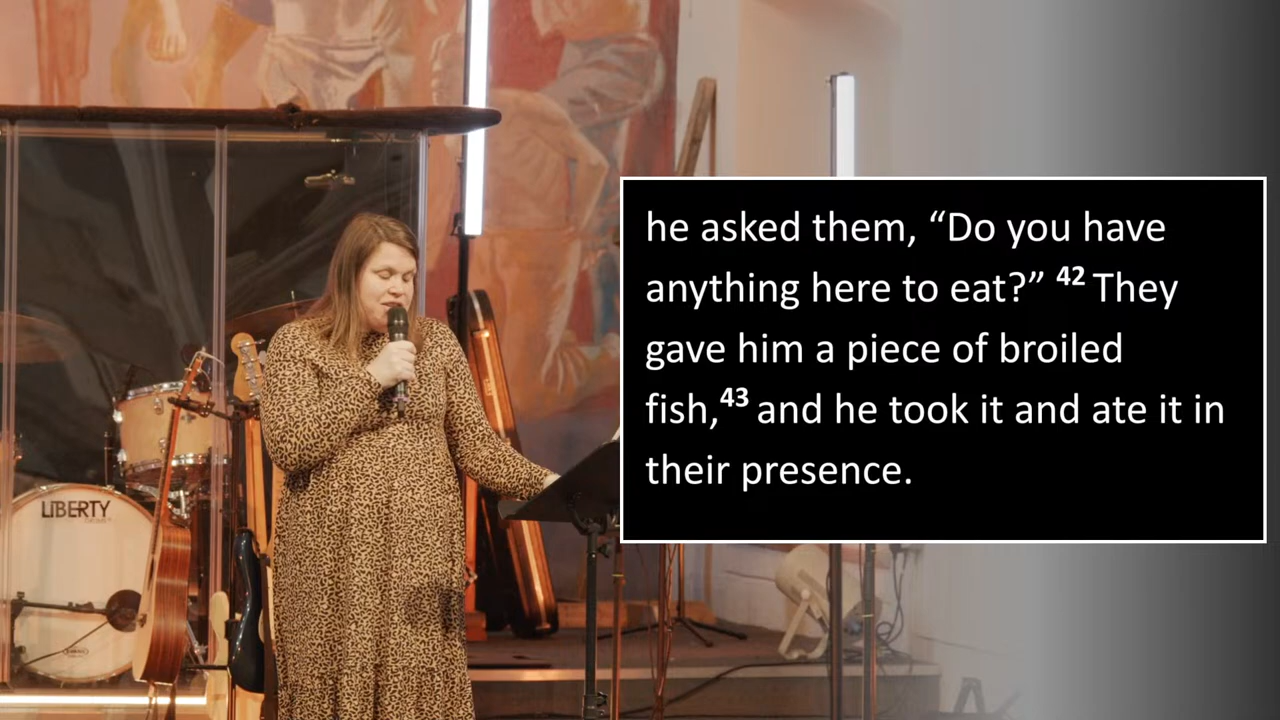 he asked them, “Do you have
anything here to eat?” 42 They
gave him a piece of broiled
fish,43 and he took it and ate it in
their presence.
LIBERTY